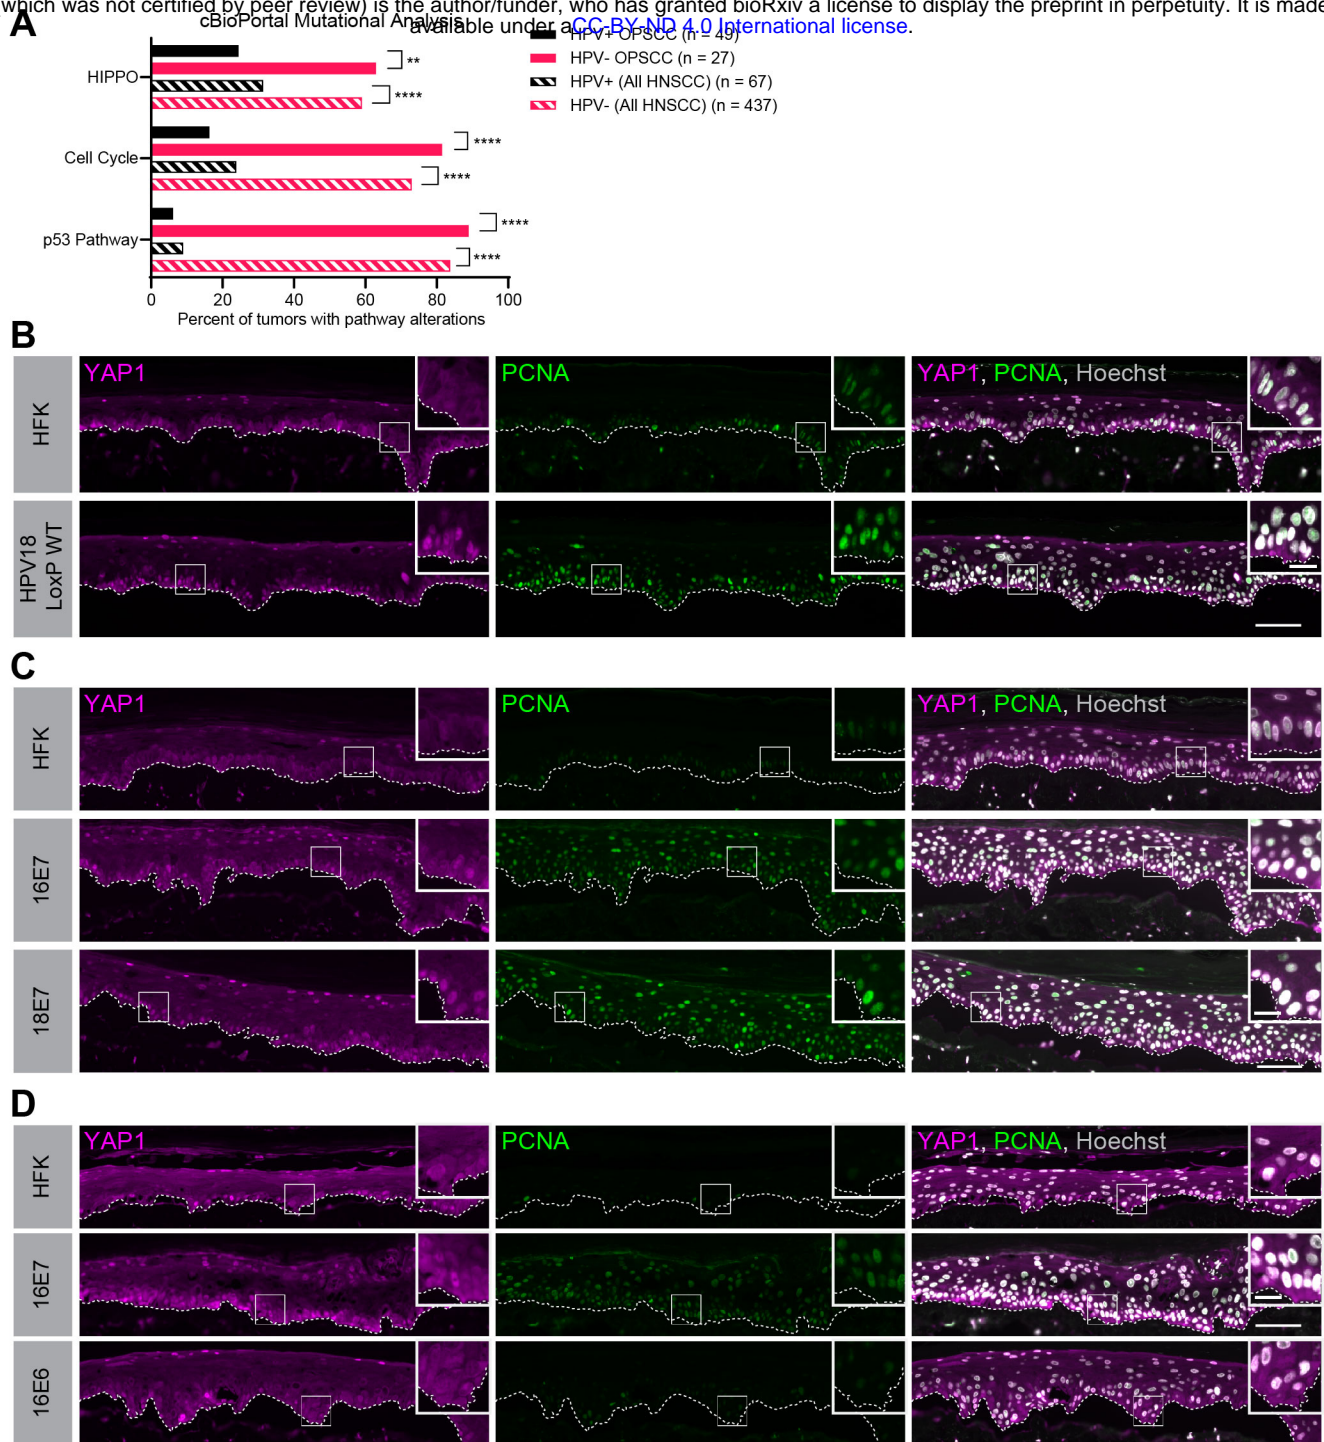 which was not certified by peer review) is the author/funder, who has granted bioRxiv a license to display the preprint in perpetuity. It is made
available under aCC-BY-ND 4.0 International license.
A
cBioPortal Mutational Analysis
HPV+ OPSCC (n = 49)
HPV- OPSCC (n = 27)
HPV+ (All HNSCC) (n = 67)
HPV- (All HNSCC) (n = 437)
HIPPO
**
****
Cell Cycle
****
****
p53 Pathway
****
****
0 20 40 60 80 100
Percent of tumors with pathway alterations
B
HFK
YAP1
PCNA
YAP1, PCNA, Hoechst
HPV18
LoxP WT
C
HFK
YAP1
PCNA
YAP1, PCNA, Hoechst
16E7
18E7
D
HFK
YAP1
PCNA
YAP1, PCNA, Hoechst
16E7
16E6